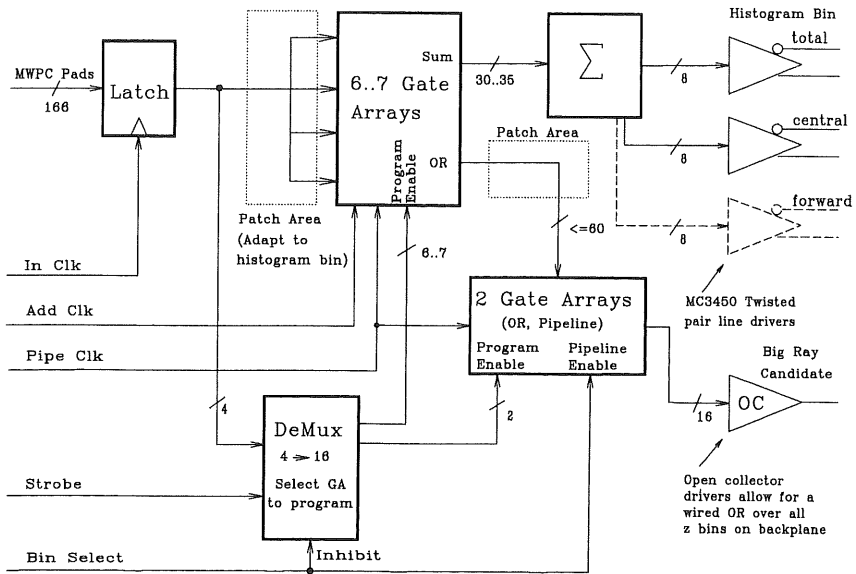 Histogram Bin
total
MWPC Pads
166
Latch
6..7 Gate
Arrays
Sum
30..35
Σ
8
central
8
Patch Area
OR
Program
Enable
forward
8
Patch Area
(Adapt to
histogram bin)
6..7
<=60
In Clk
Add Clk
Pipe Clk
2 Gate Arrays
(OR, Pipeline)
Program
Enable
Pipeline
Enable
MC3450 Twisted
pair line drivers
Big Ray
Candidate
OC
16
4
2
DeMux
4 → 16
Select GA
to program
Strobe
Open collector
drivers allow for a
wired OR over all
z bins on backplane
Inhibit
Bin Select